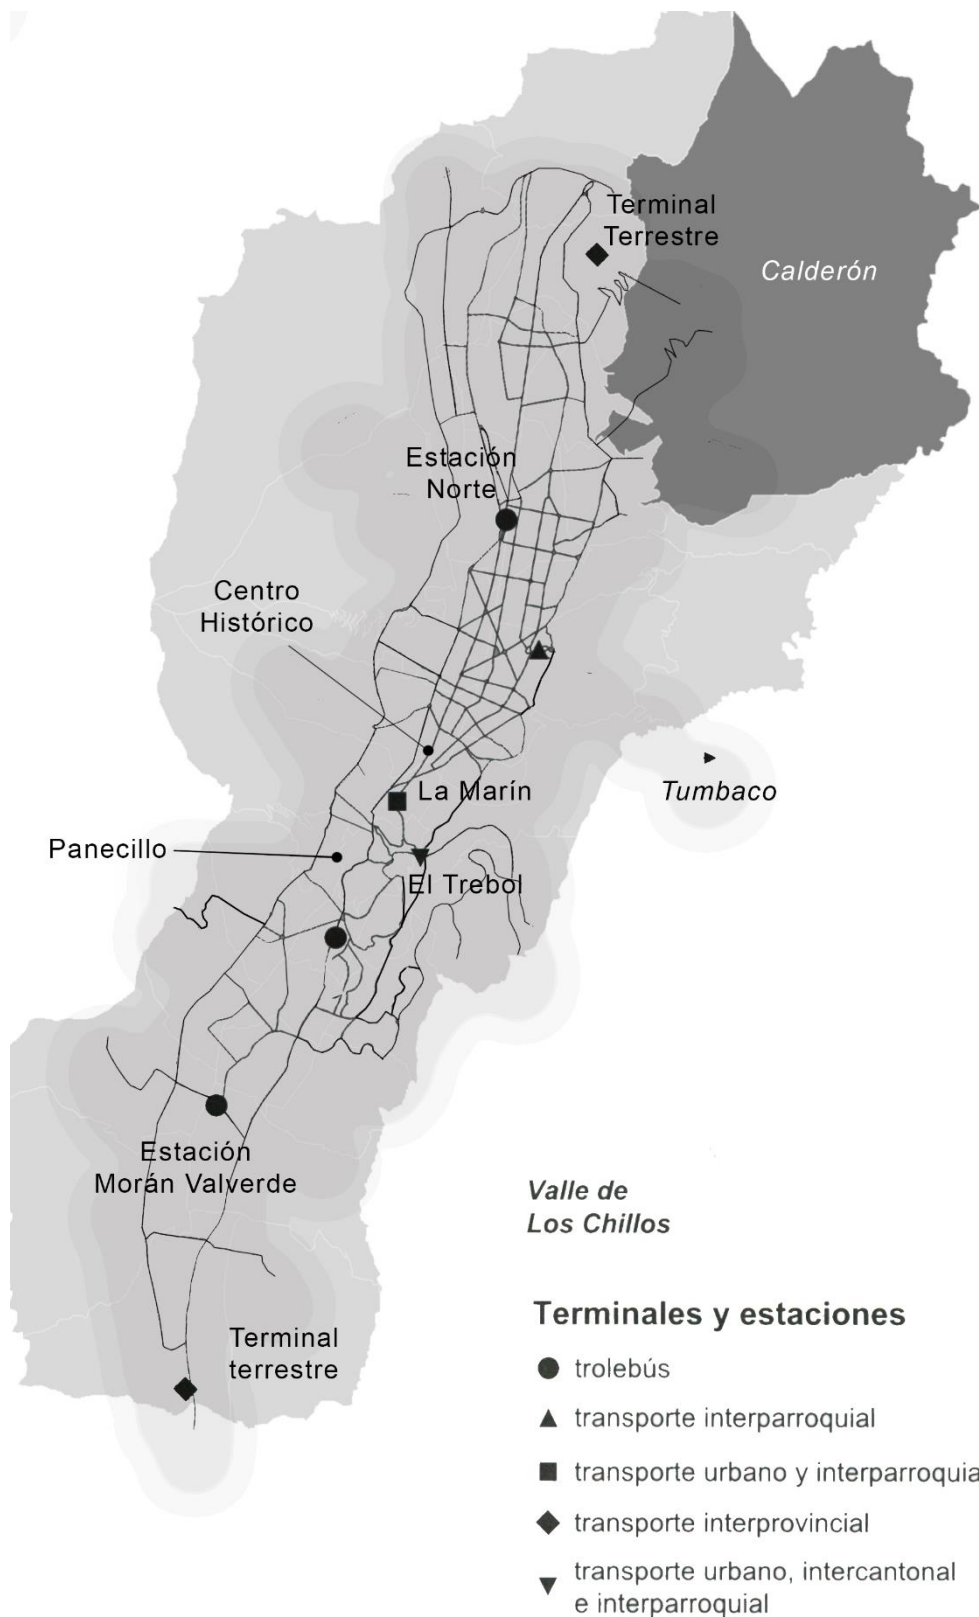 Terminal
Terrestre
Calderón
Estación
Norte
Centro
Histórico
La Marín
Tumbaco
Panecillo
El Trebol
Estación
Morán Valverde
Valle de
Los Chillos
Terminal
terrestre
Terminales y estaciones
trolebús
transporte interparroquial
transporte urbano y interparroquia
transporte interprovincial
transporte urbano, intercantonal
e interparroquial